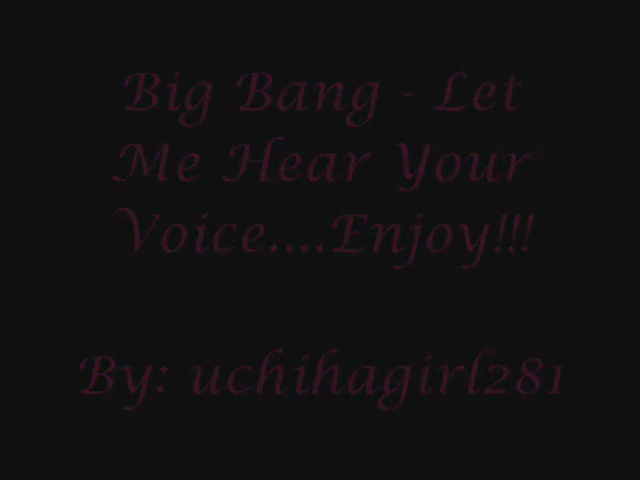 Big Bang - Let
Me Hear Your
Voice....Enjoy!!!
By: uchihagirl281